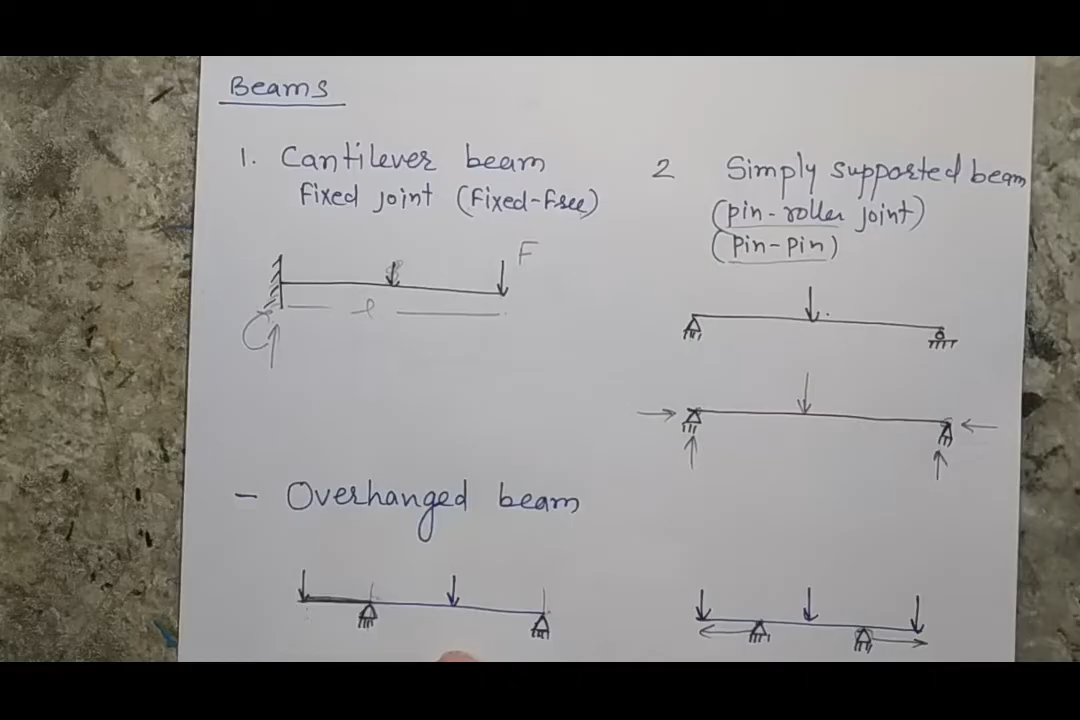 Beams
1. Cantilever beam
fixed joint (fixed-free)
F
l
2 Simply supported beam
(pin-roller joint)
(pin-pin)
- Overhanged beam